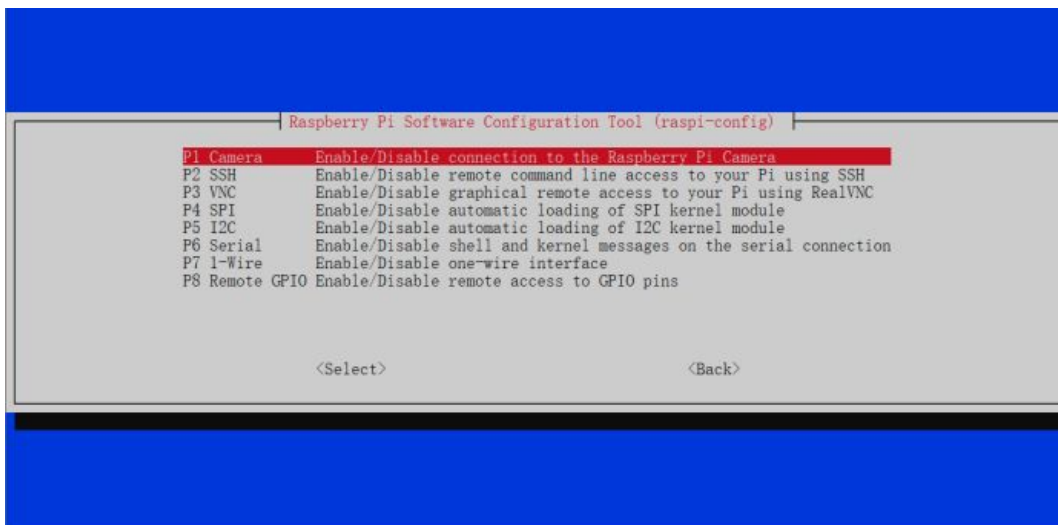 Raspberry Pi Software Configuration Tool (raspi-config)
P1 Camera Enable/Disable connection to the Raspberry Pi Camera
P2 SSH Enable/Disable remote command line access to your Pi using SSH
P3 VNC Enable/Disable graphical remote access to your Pi using RealVNC
P4 SPI Enable/Disable automatic loading of SPI kernel module
P5 I2C Enable/Disable automatic loading of I2C kernel module
P6 Serial Enable/Disable shell and kernel messages on the serial connection
P7 1-Wire Enable/Disable one-wire interface
P8 Remote GPIO Enable/Disable remote access to GPIO pins
<Select> <Back>